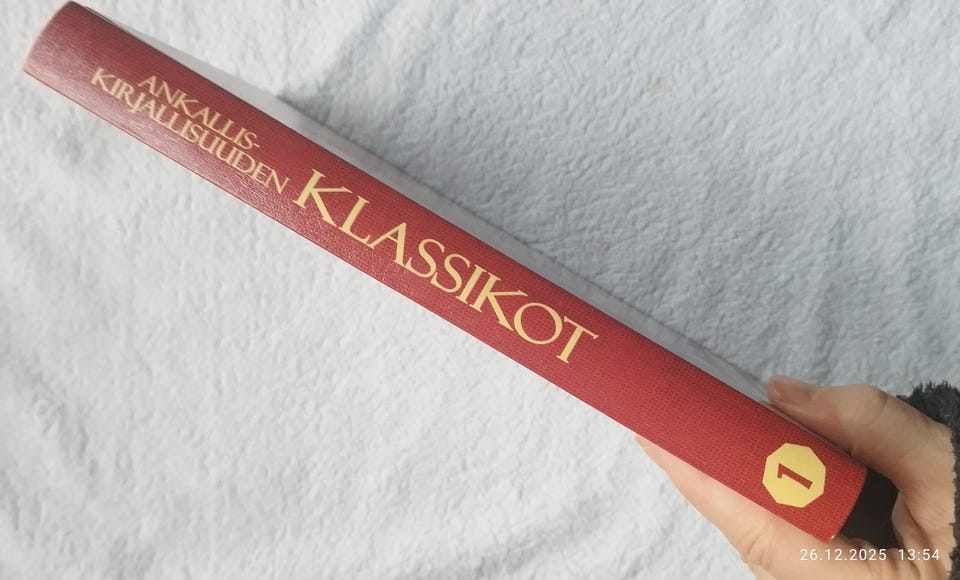 ANKALLIS-
KIRJALLISUUDEN
KLASSIKOT
1
26.12.2025 13:54